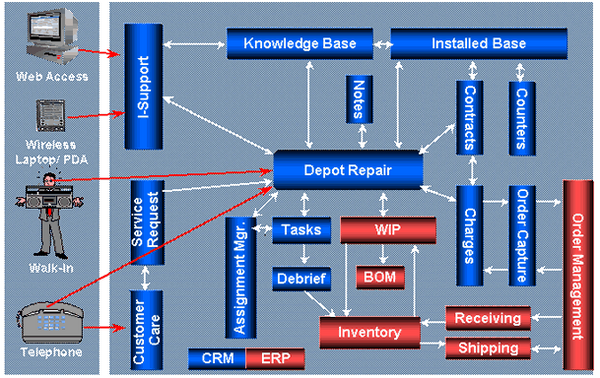 Web Access
Wireless
Laptop/ PDA
Walk-In
Telephone
I-Support
Knowledge Base
Installed Base
Notes
Contracts
Counters
Depot Repair
Service
Request
Customer
Care
Assignment Mgr.
Tasks
Debrief
WIP
BOM
Inventory
Charges
Order Capture
Order Management
Receiving
Shipping
CRM
ERP